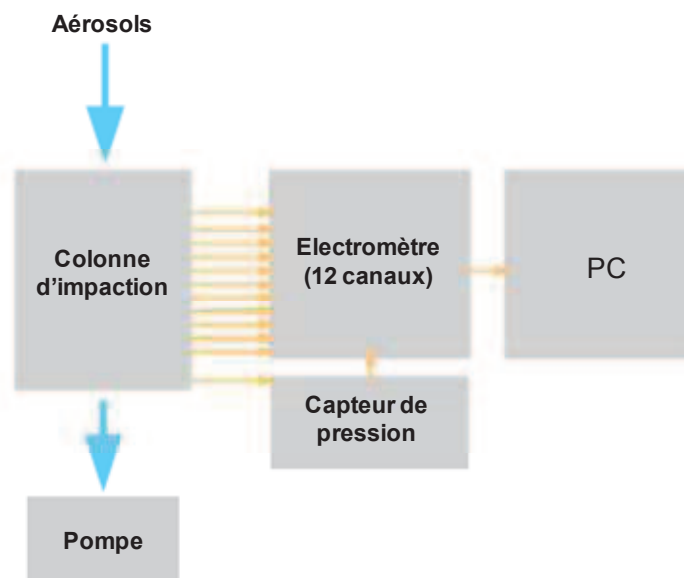 Aérosols
Colonne
d’impaction
Electromètre
(12 canaux)
PC
Capteur de
pression
Pompe